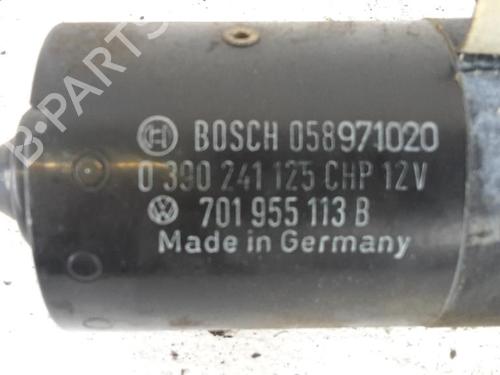 BOSCH 058971020
0 390 241 125 CHP 12V
701 955 113 B
Made in Germany
B-PARTS